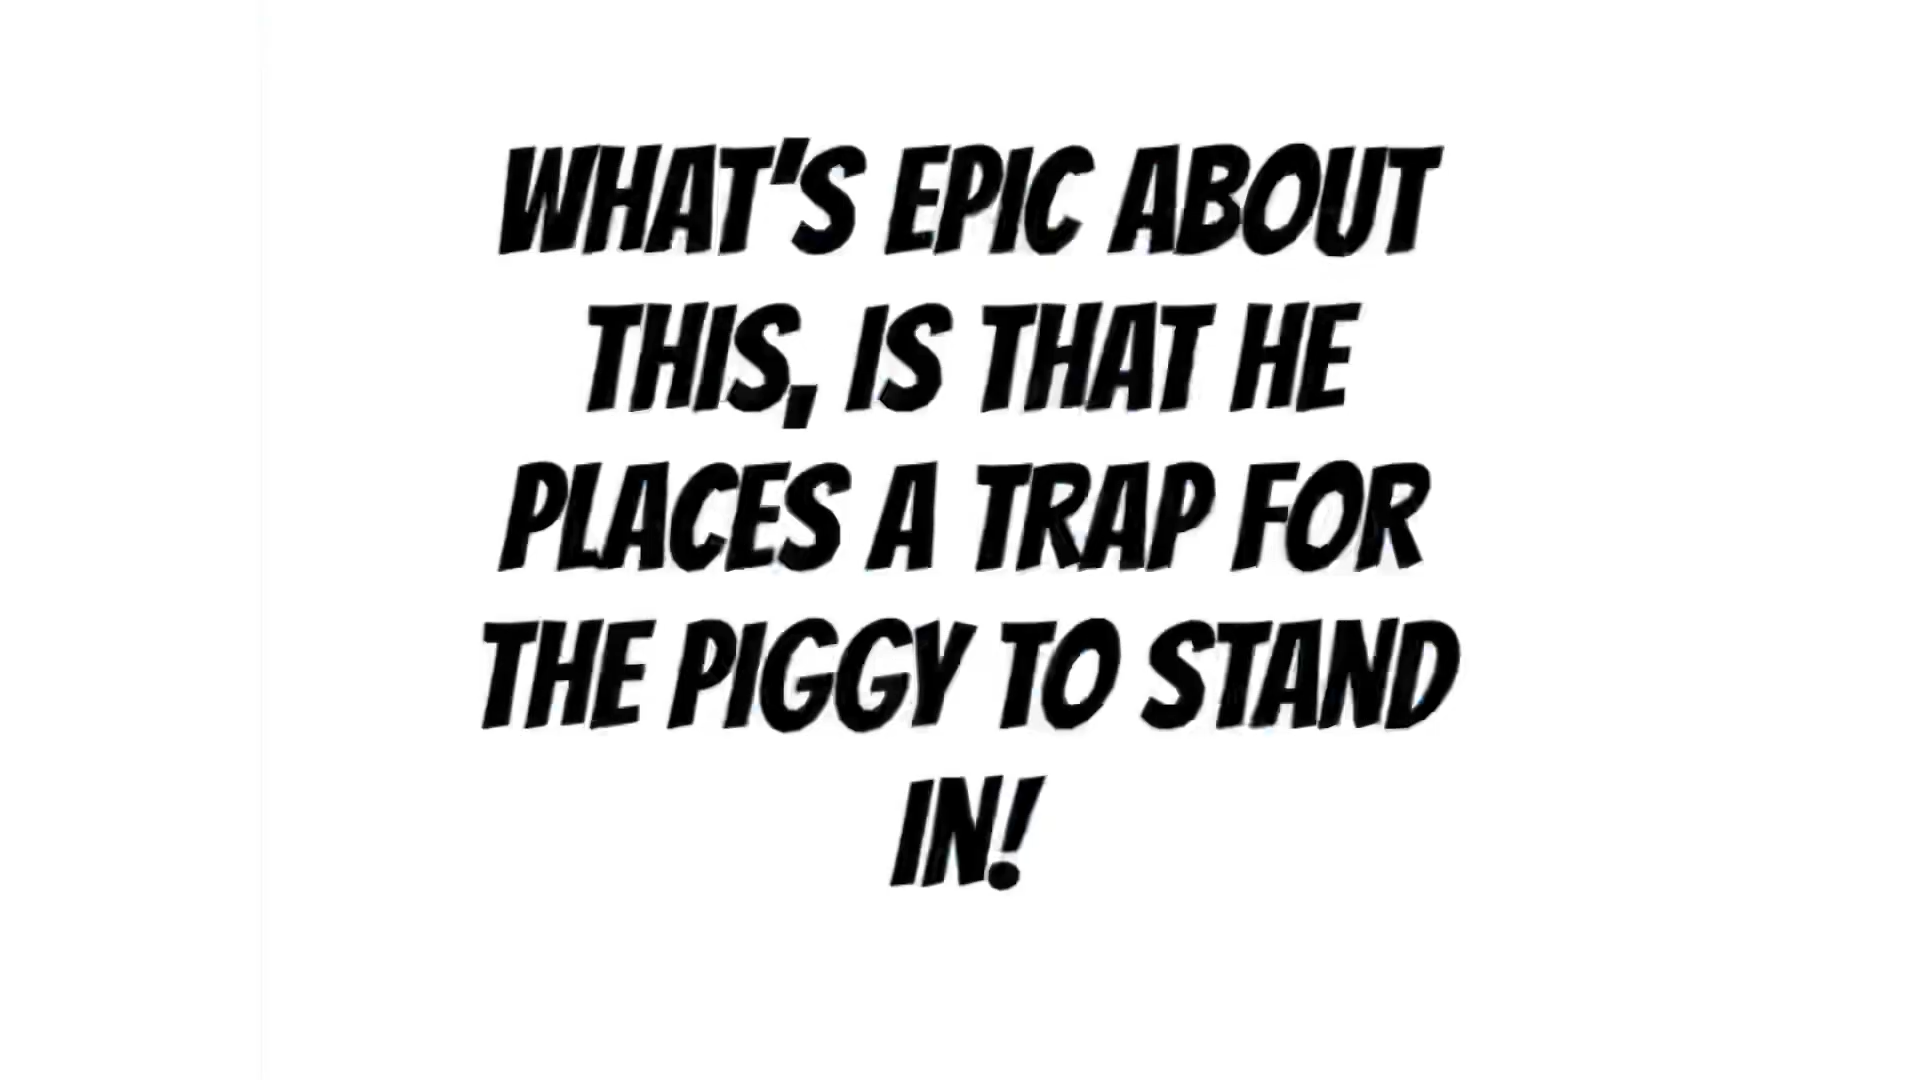 WHAT'S EPIC ABOUT
THIS, IS THAT HE
PLACES A TRAP FOR
THE PIGGY TO STAND
IN!